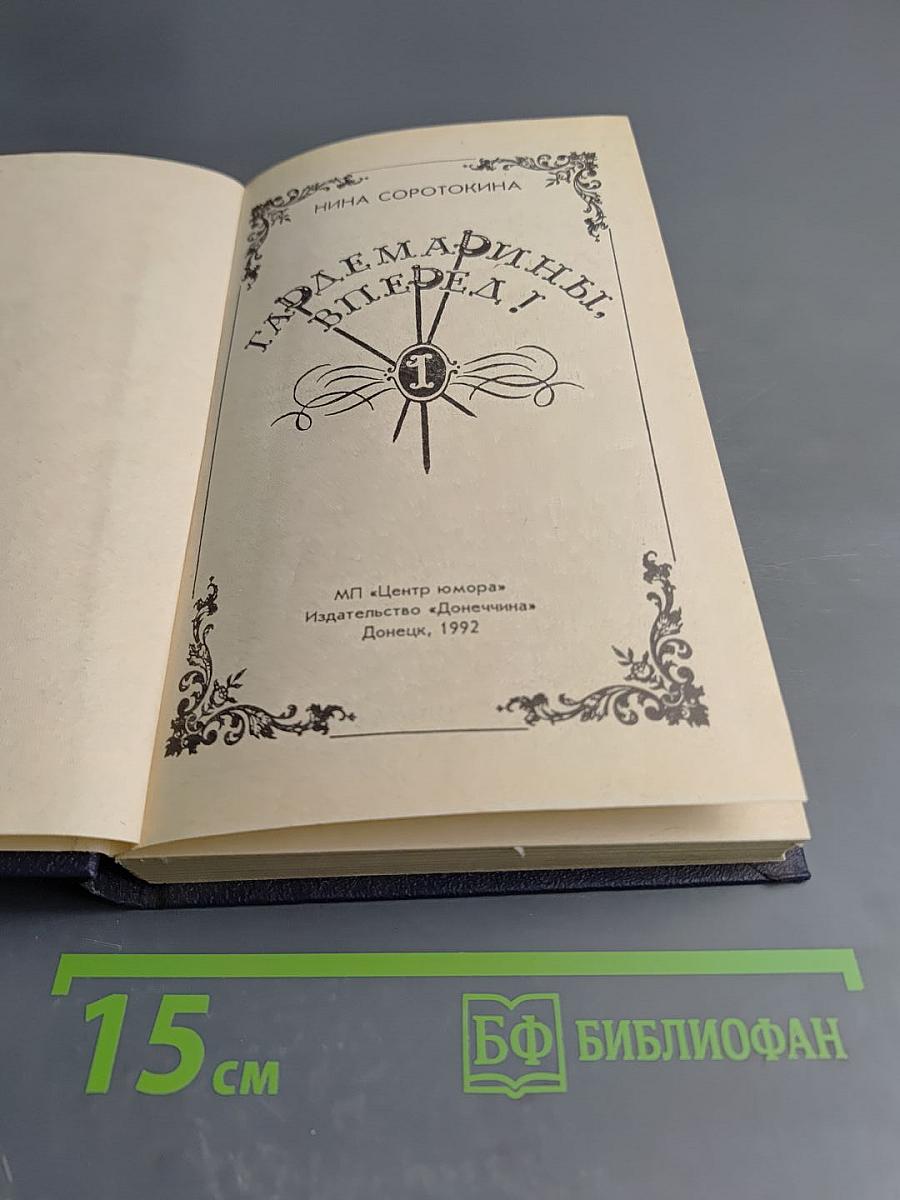 НИНА СОРОТОКИНА
ГАРДЕМАРИНЫ,
ВПЕРЕД!
1
МП «Центр юмора»
Издательство «Донеччина»
Донецк, 1992
15 см
БФ БИБЛИОФАН